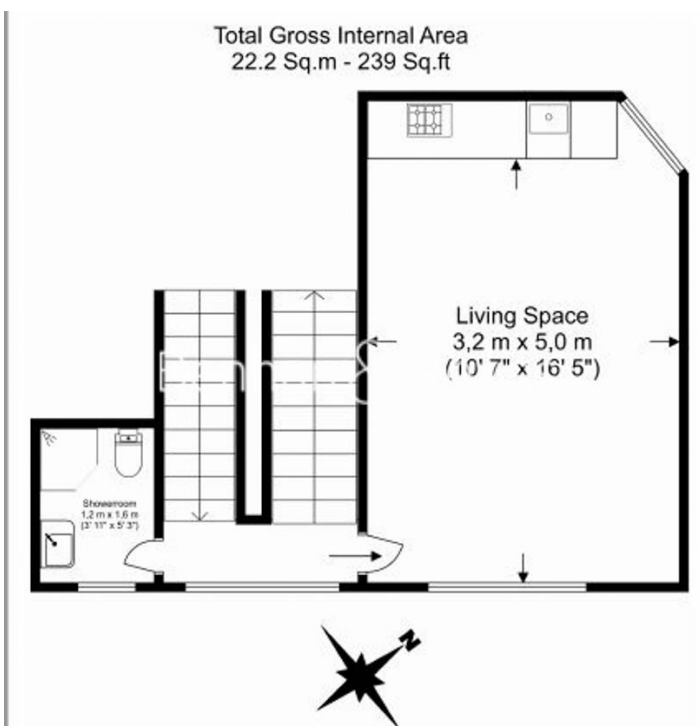 Total Gross Internal Area
22.2 Sq.m - 239 Sq.ft
Living Space
3,2 m x 5,0 m
(10' 7" x 16' 5")
Showerroom
1,2 m x 1,6 m
(3' 11" x 5' 3")
N